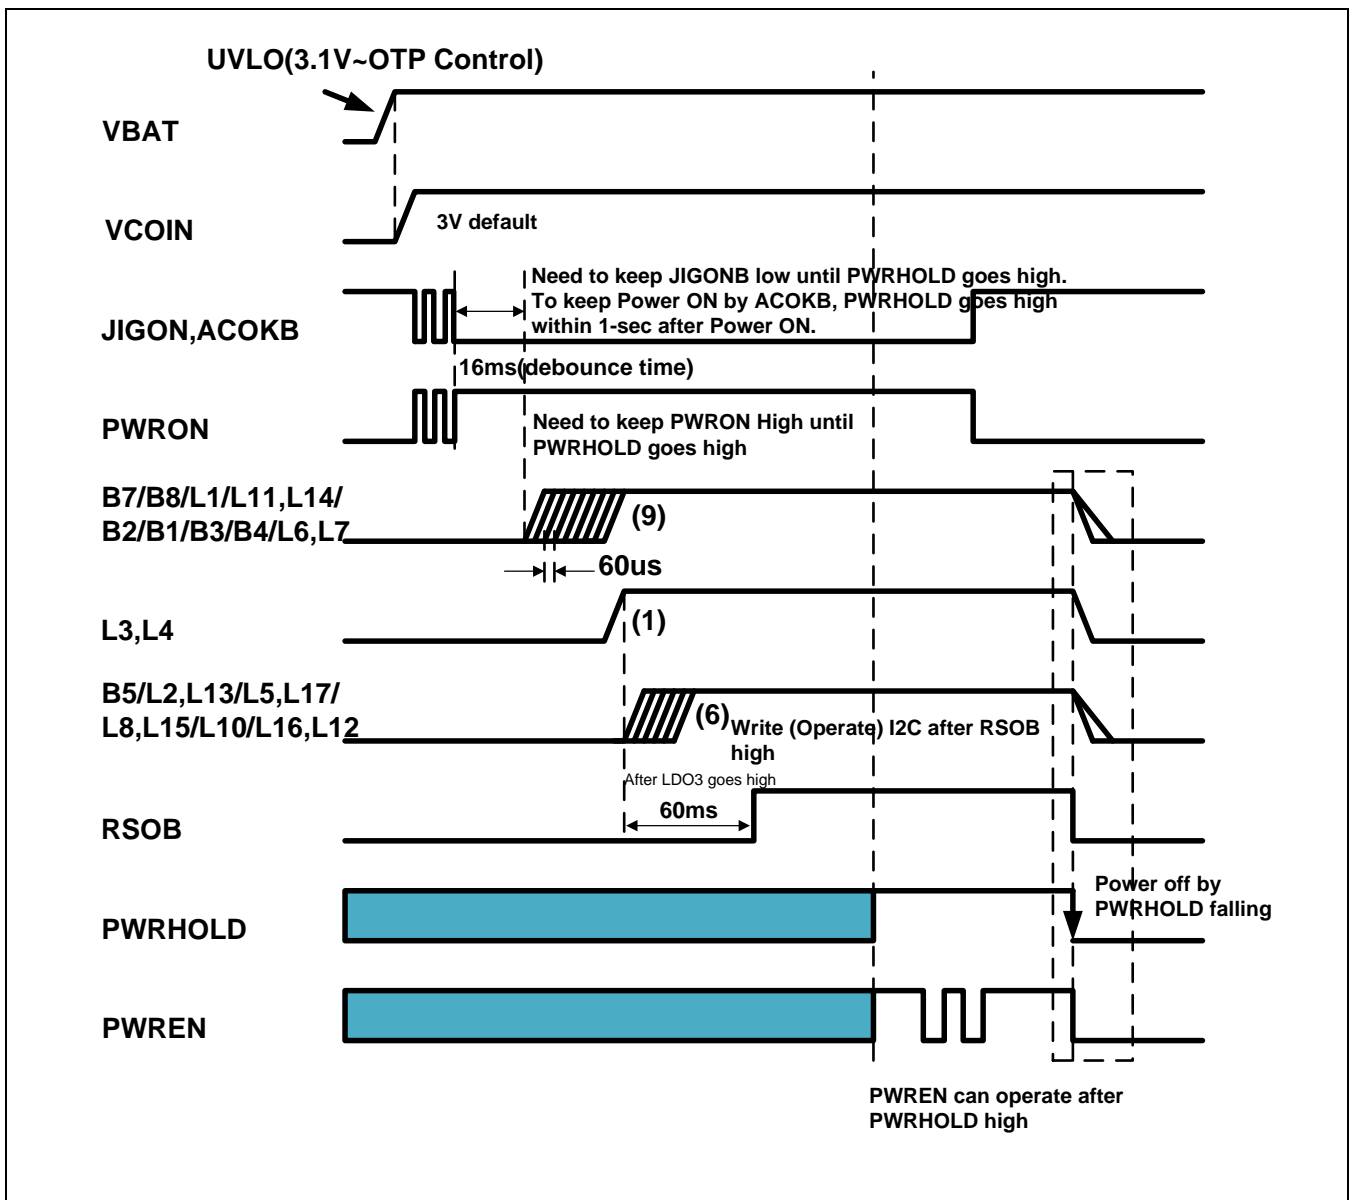 UVLO(3.1V~OTP Control)
VBAT
VCOIN
3V default
Need to keep JIGONB low until PWRHOLD goes high.
To keep Power ON by ACOKB, PWRHOLD goes high
within 1-sec after Power ON.
JIGON,ACOKB
16ms(debounce time)
PWRON
Need to keep PWRON High until
PWRHOLD goes high
B7/B8/L1/L11,L14/
B2/B1/B3/B4/L6,L7
(9)
60us
L3,L4
(1)
B5/L2,L13/L5,L17/
L8,L15/L10/L16,L12
(6)
Write (Operate) I2C after RSOB
high
After LDO3 goes high
60ms
RSOB
PWRHOLD
Power off by
PWRHOLD falling
PWREN
PWREN can operate after
PWRHOLD high